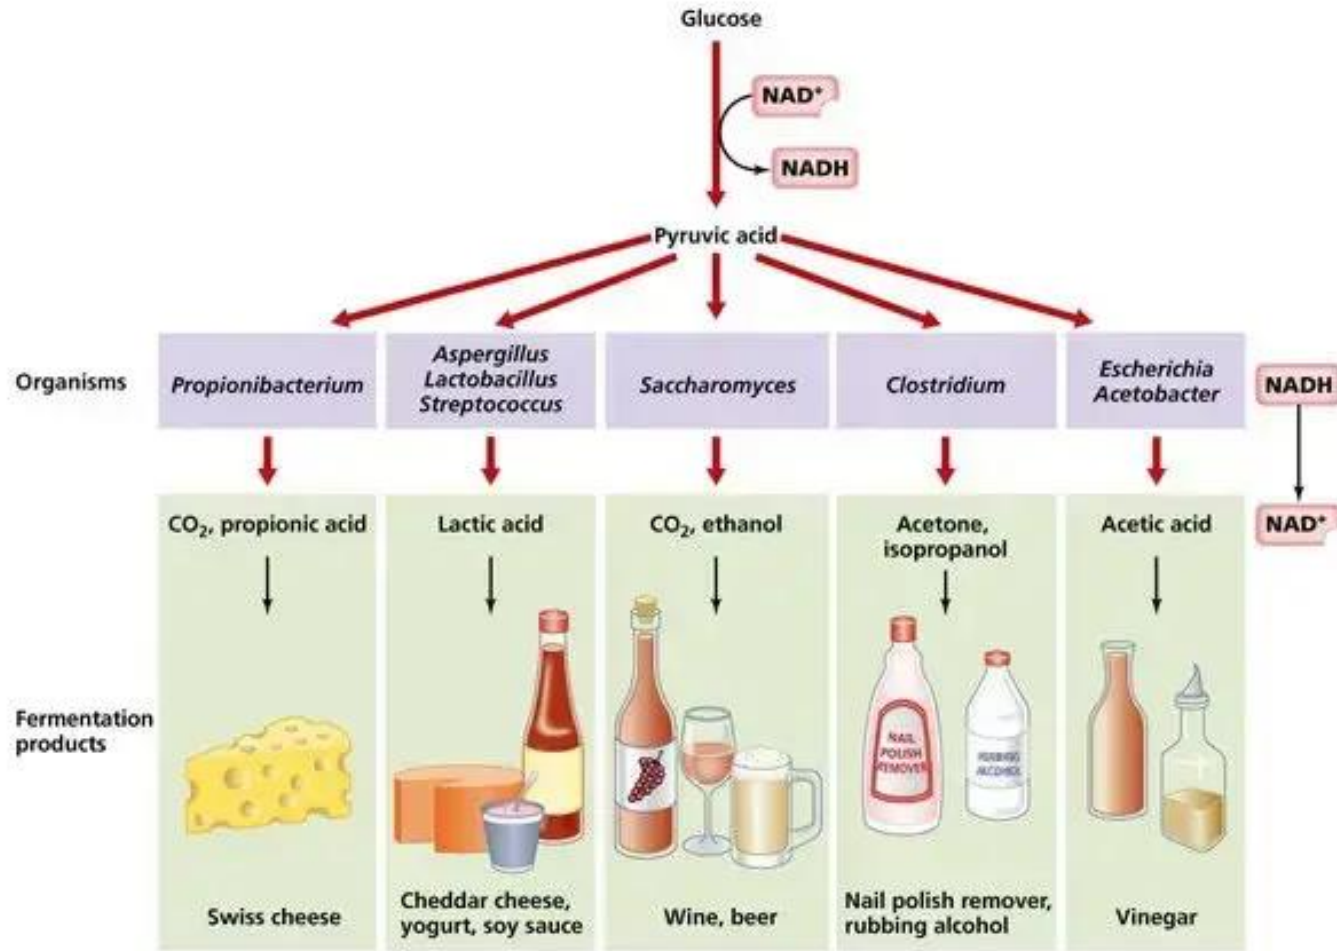 Glucose
NAD⁺
NADH
Pyruvic acid
Organisms
Propionibacterium
Aspergillus
Lactobacillus
Streptococcus
Saccharomyces
Clostridium
Escherichia
Acetobacter
NADH
CO₂, propionic acid
Lactic acid
CO₂, ethanol
Acetone,
isopropanol
Acetic acid
NAD⁺
Fermentation
products
NAIL
POLISH
REMOVER
RUBBING
ALCOHOL
Swiss cheese
Cheddar cheese,
yogurt, soy sauce
Wine, beer
Nail polish remover,
rubbing alcohol
Vinegar